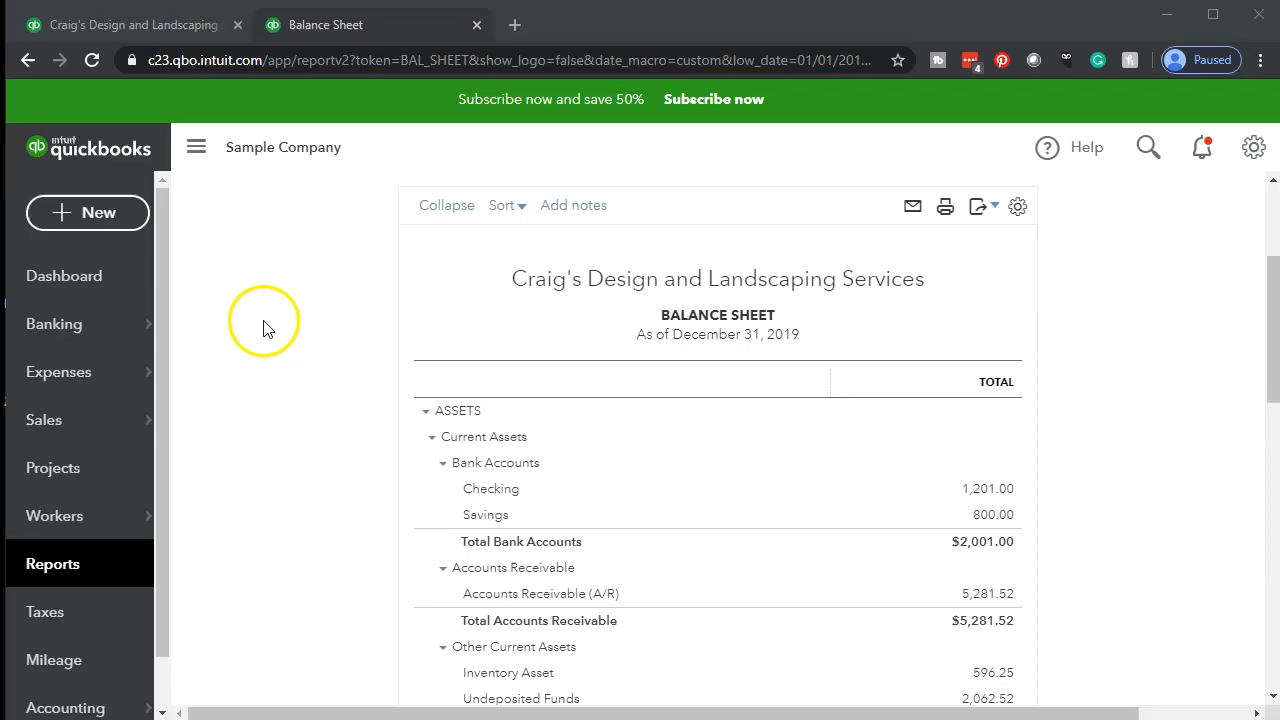 Craig's Design and Landscaping
Balance Sheet
c23.qbo.intuit.com/app/reportv2?token=BAL_SHEET&show_logo=false&date_macro=custom&low_date=01/01/201...
4
Paused
Subscribe now and save 50% Subscribe now
intuit quickbooks
Sample Company
Help
New
Collapse Sort Add notes
Dashboard
Banking
Expenses
Sales
Projects
Workers
Reports
Taxes
Mileage
Accounting
Craig's Design and Landscaping Services
BALANCE SHEET
As of December 31, 2019
TOTAL
ASSETS
Current Assets
Bank Accounts
Checking 1,201.00
Savings 800.00
Total Bank Accounts $2,001.00
Accounts Receivable
Accounts Receivable (A/R) 5,281.52
Total Accounts Receivable $5,281.52
Other Current Assets
Inventory Asset 596.25
Undeposited Funds 2,062.52